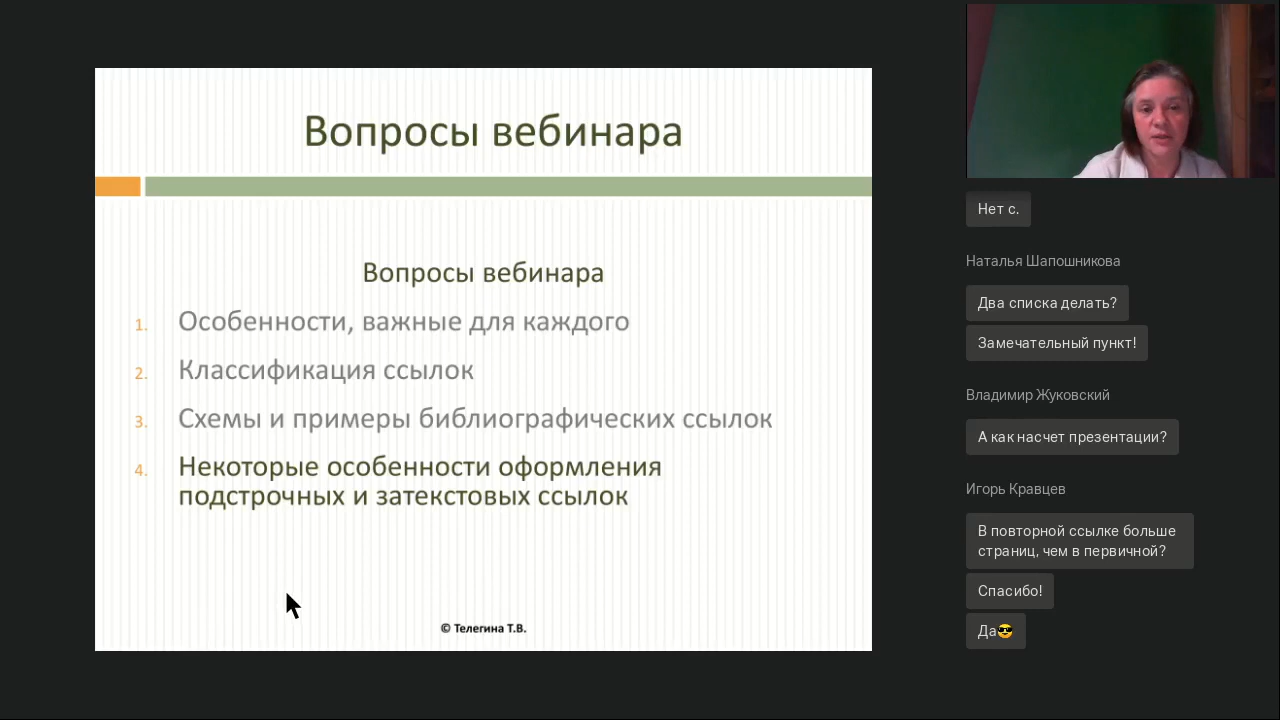 Вопросы вебинара
Вопросы вебинара
1. Особенности, важные для каждого
2. Классификация ссылок
3. Схемы и примеры библиографических ссылок
4. Некоторые особенности оформления
подстрочных и затекстовых ссылок
© Телегина Т.В.
Нет с.
Наталья Шапошникова
Два списка делать?
Замечательный пункт!
Владимир Жуковский
А как насчет презентации?
Игорь Кравцев
В повторной ссылке больше
страниц, чем в первичной?
Спасибо!
Да😎